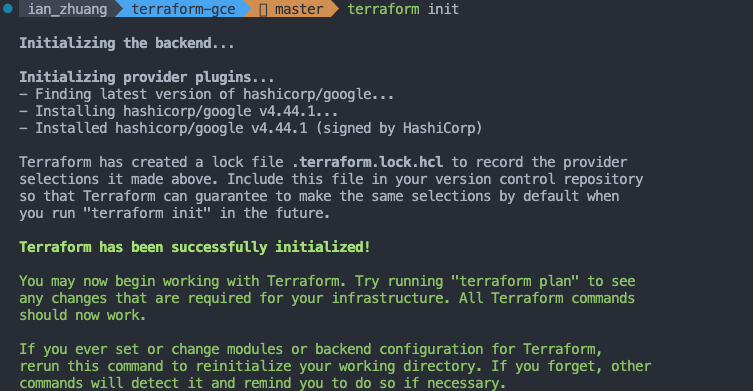 ian_zhuang terraform-gce master terraform init
Initializing the backend...
Initializing provider plugins...
- Finding latest version of hashicorp/google...
- Installing hashicorp/google v4.44.1...
- Installed hashicorp/google v4.44.1 (signed by HashiCorp)
Terraform has created a lock file .terraform.lock.hcl to record the provider
selections it made above. Include this file in your version control repository
so that Terraform can guarantee to make the same selections by default when
you run "terraform init" in the future.
Terraform has been successfully initialized!
You may now begin working with Terraform. Try running "terraform plan" to see
any changes that are required for your infrastructure. All Terraform commands
should now work.
If you ever set or change modules or backend configuration for Terraform,
rerun this command to reinitialize your working directory. If you forget, other
commands will detect it and remind you to do so if necessary.